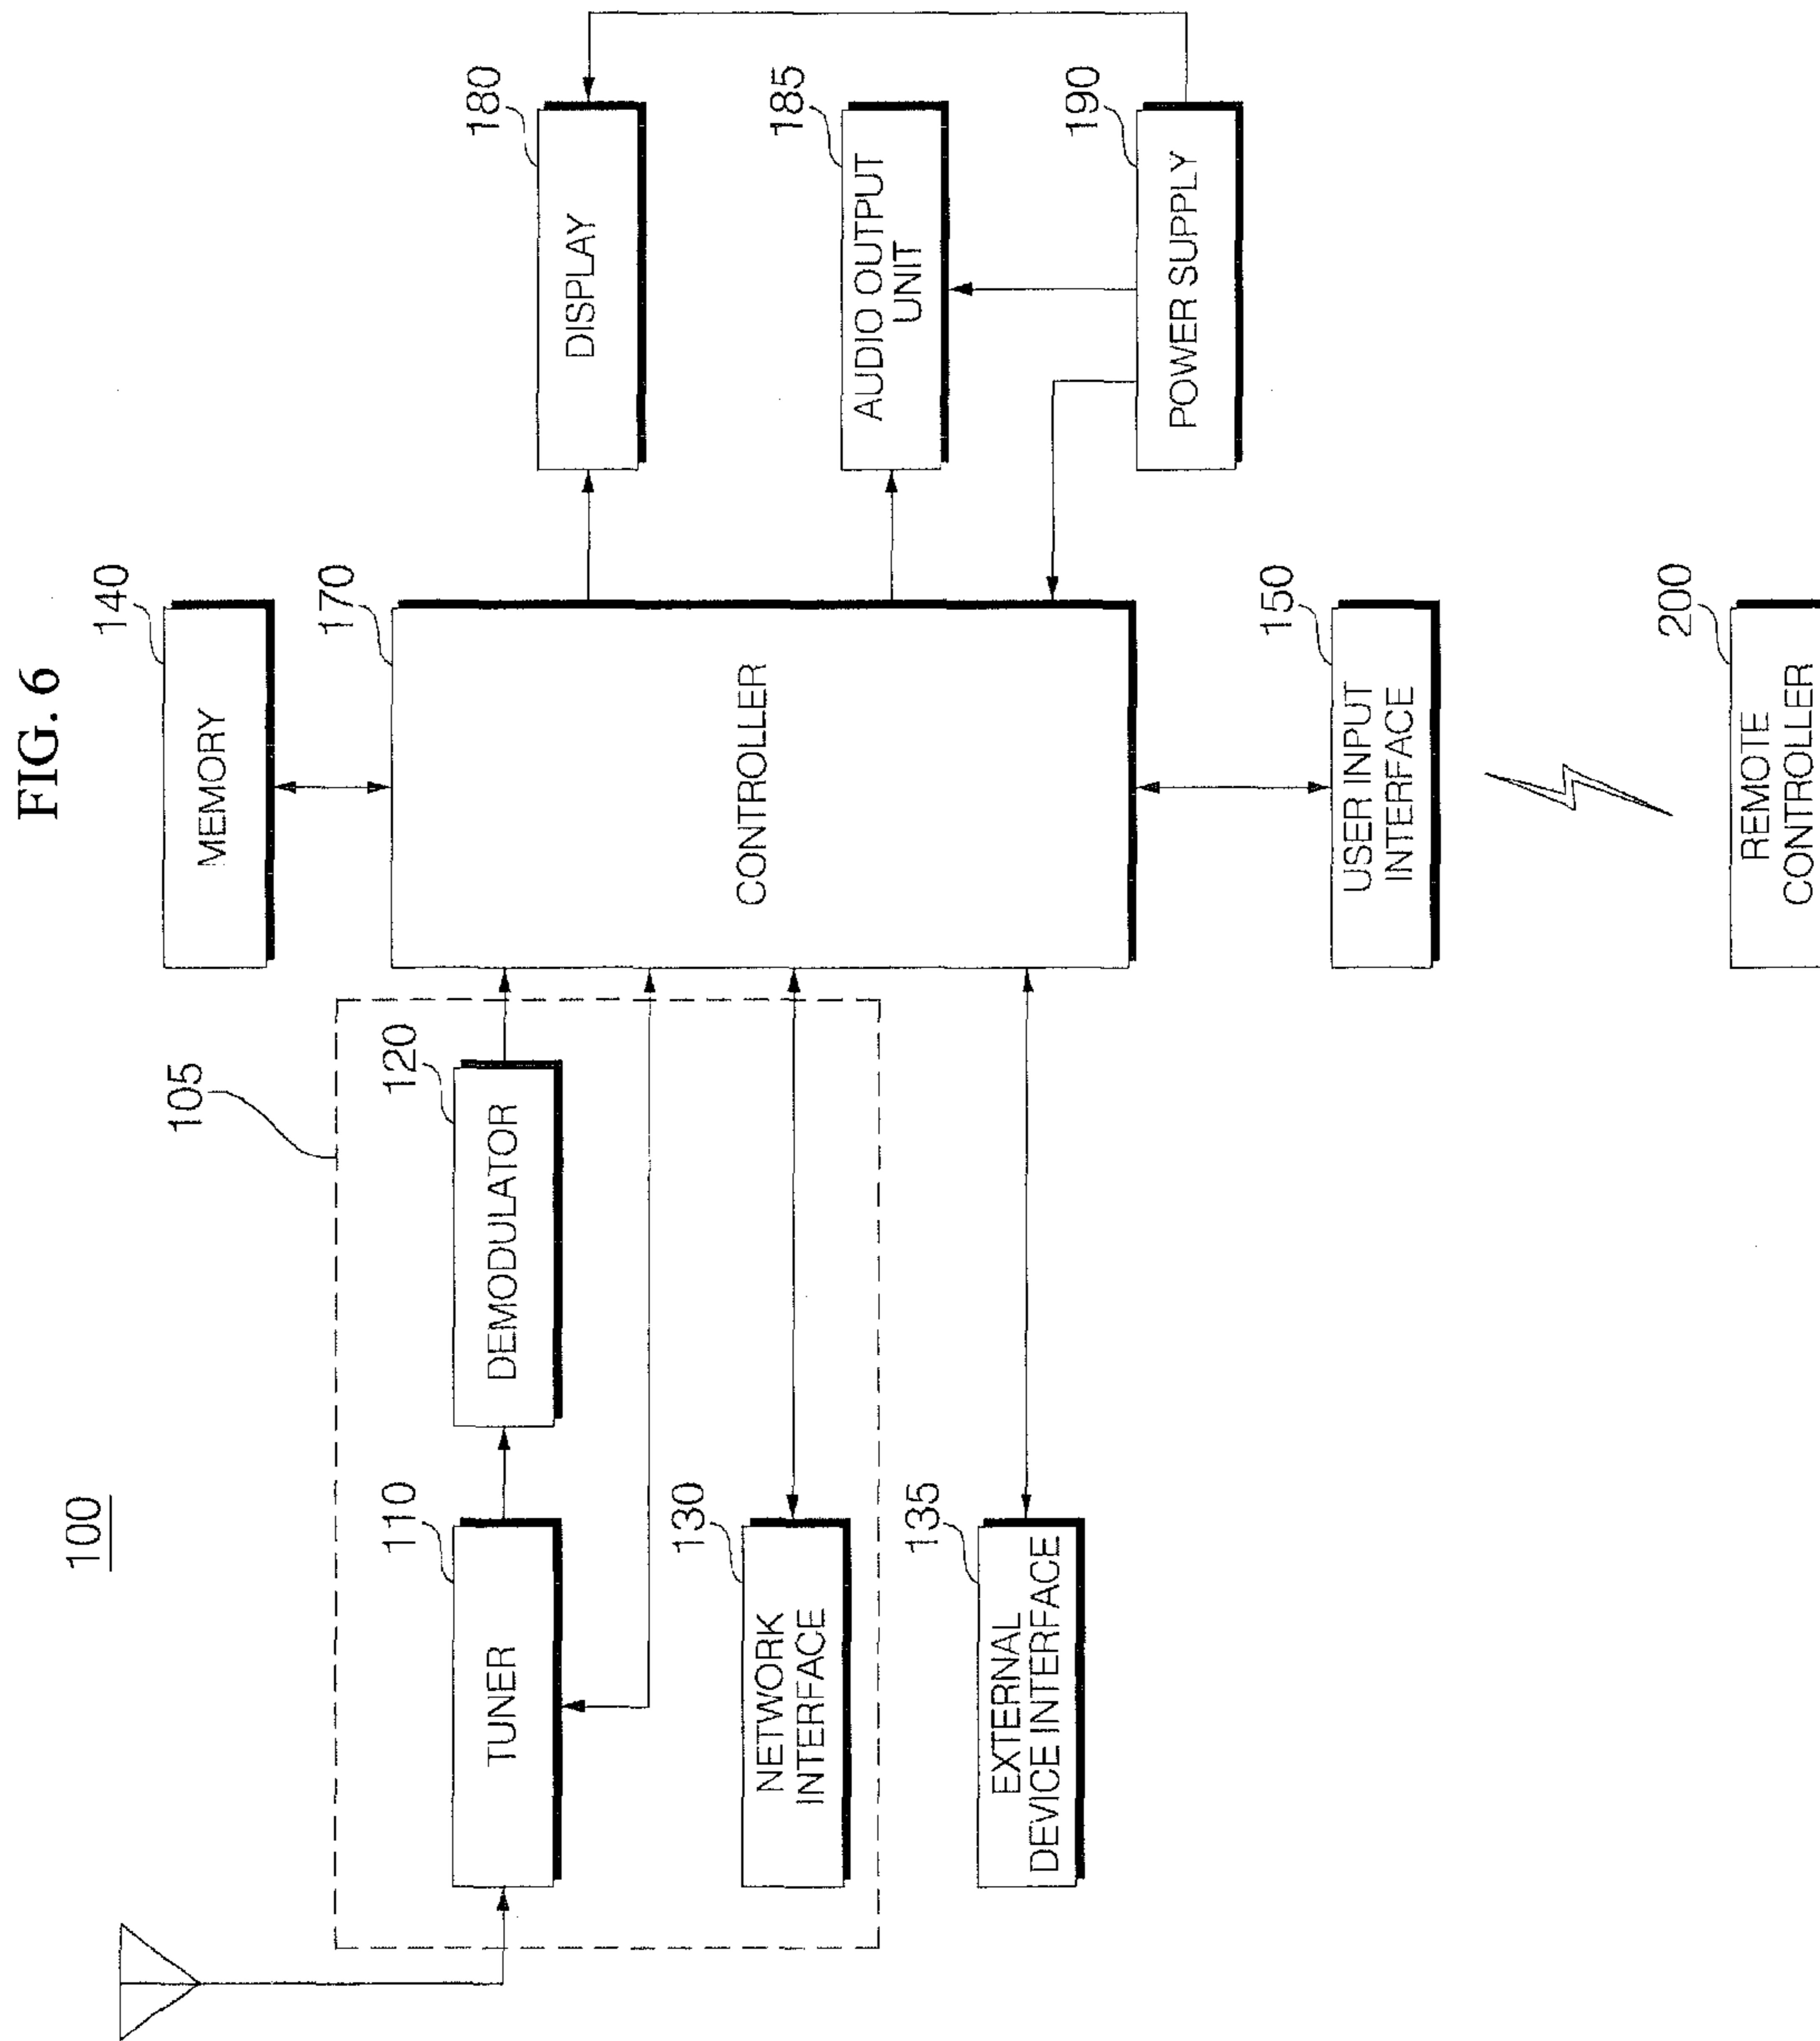 FIG. 6
100
105
140
MEMORY
110
TUNER
120
DEMODULATOR
170
CONTROLLER
180
DISPLAY
130
NETWORK
INTERFACE
185
AUDIO OUTPUT
UNIT
135
EXTERNAL
DEVICE INTERFACE
190
POWER SUPPLY
150
USER INPUT
INTERFACE
200
REMOTE
CONTROLLER